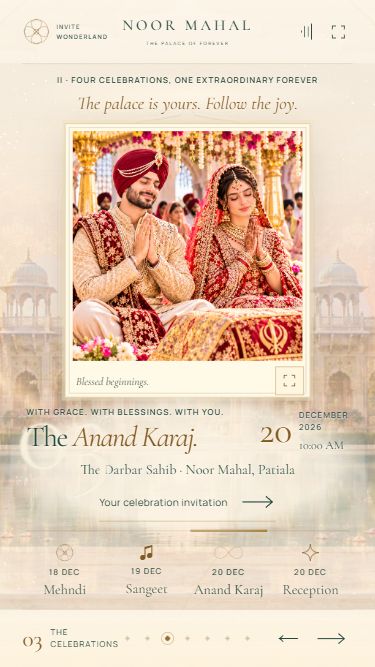 INVITE
WONDERLAND
NOOR MAHAL
THE PALACE OF FOREVER
II · FOUR CELEBRATIONS, ONE EXTRAORDINARY FOREVER
The palace is yours. Follow the joy.
Blessed beginnings.
WITH GRACE. WITH BLESSINGS. WITH YOU.
The Anand Karaj.
20
DECEMBER
2026
10:00 AM
The Darbar Sahib · Noor Mahal, Patiala
Your celebration invitation
18 DEC
Mehndi
19 DEC
Sangeet
20 DEC
Anand Karaj
20 DEC
Reception
03
THE
CELEBRATIONS